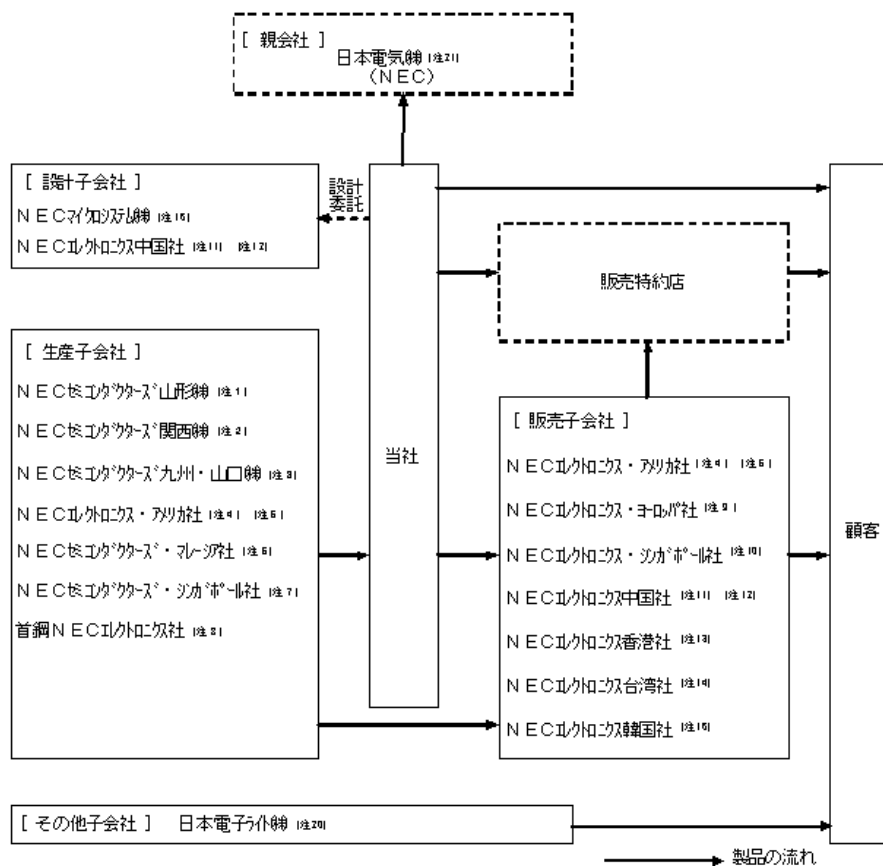 [ 親会社 ]
日本電気㈱ (注21)
(NEC)
[ 設計子会社 ]
NECマイクロシステム㈱
NECエレクトロニクス中国社 (注11) (注12)
設計
委託
販売特約店
[ 生産子会社 ]
NECセミコンダクターズ山形㈱ (注1)
NECセミコンダクターズ関西㈱ (注2)
NECセミコンダクターズ九州・山口㈱ (注3)
NECエレクトロニクス・アメリカ社 (注4)
NECセミコンダクターズ・マレーシア社
NECセミコンダクターズ・シンガポール社 (注7)
首鋼NECエレクトロニクス社 (注8)
当社
[ 販売子会社 ]
NECエレクトロニクス・アメリカ社 (注4)
NECエレクトロニクス・ヨーロッパ社 (注9)
NECエレクトロニクス・シンガポール社 (注10)
NECエレクトロニクス中国社 (注11) (注12)
NECエレクトロニクス香港社 (注13)
NECエレクトロニクス台湾社 (注14)
NECエレクトロニクス韓国社 (注15)
顧客
[ その他子会社 ] 日本電子ライト㈱ (注20)
製品の流れ